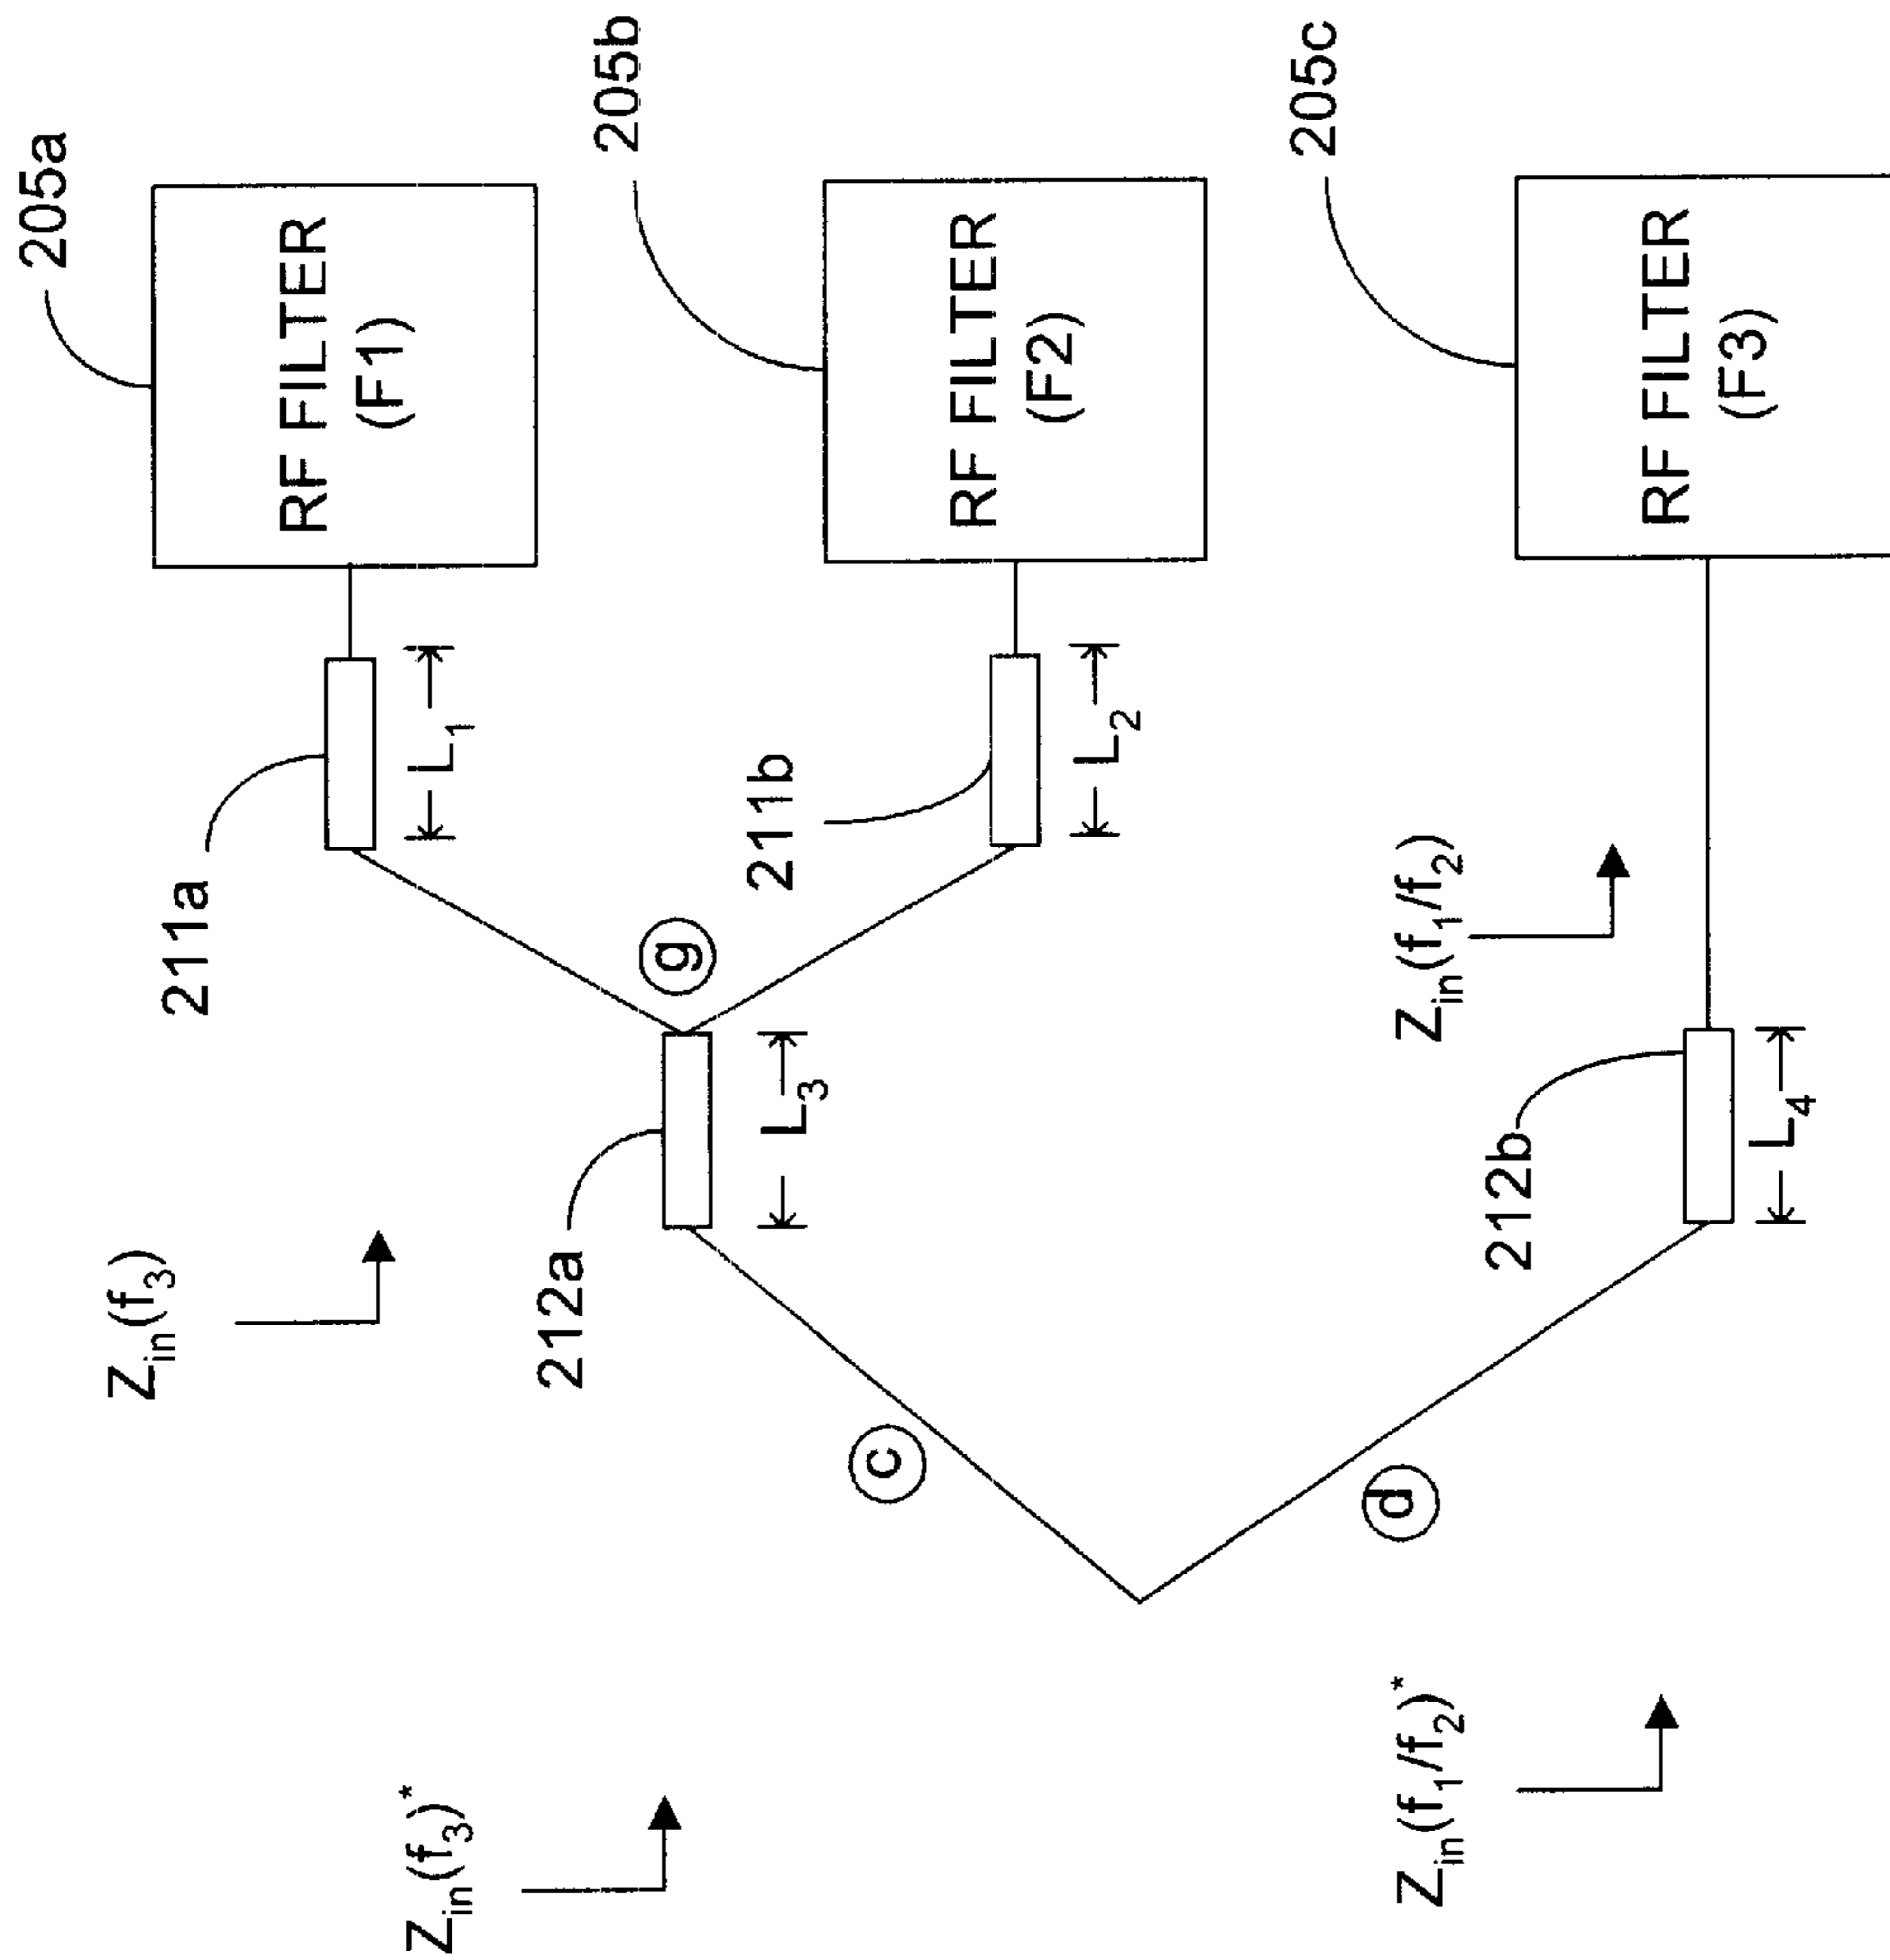 205a
RF FILTER
(F1)
211a
L₁
205b
RF FILTER
(F2)
211b
L₂
g
Zᵢₙ(f₃)
212a
L₃
c
Zᵢₙ(f₃)*
205c
RF FILTER
(F3)
Zᵢₙ(f₁/f₂)
212b
L₄
d
Zᵢₙ(f₁/f₂)*